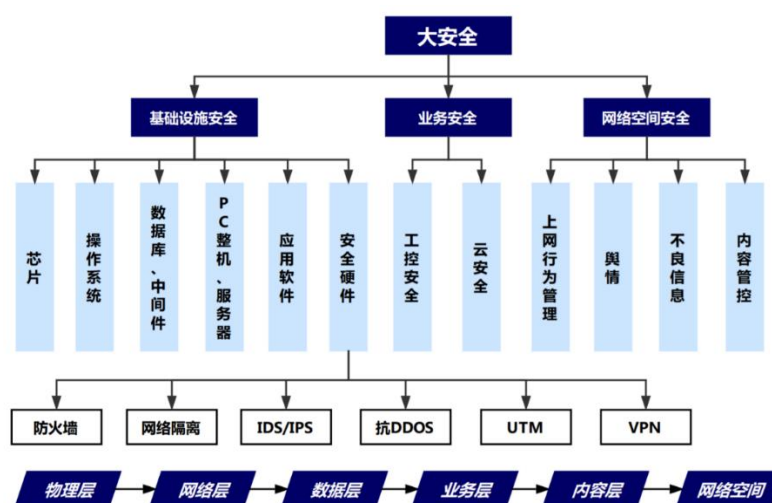 大安全
基础设施安全
业务安全
网络空间安全
芯片
操作系统
数据库、中间件
PC整机、服务器
应用软件
安全硬件
工控安全
云安全
上网行为管理
舆情
不良信息
内容管控
防火墙
网络隔离
IDS/IPS
抗DDOS
UTM
VPN
物理层
网络层
数据层
业务层
内容层
网络空间